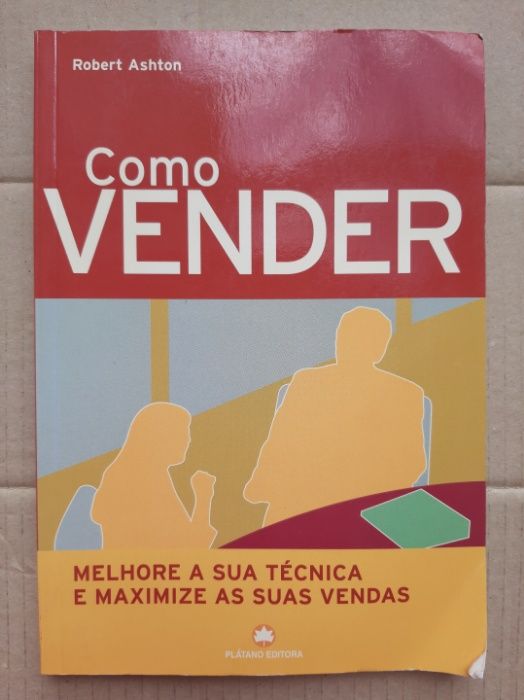 Robert Ashton
Como
VENDER
MELHORE A SUA TÉCNICA
E MAXIMIZE AS SUAS VENDAS
PLÁTANO EDITORA